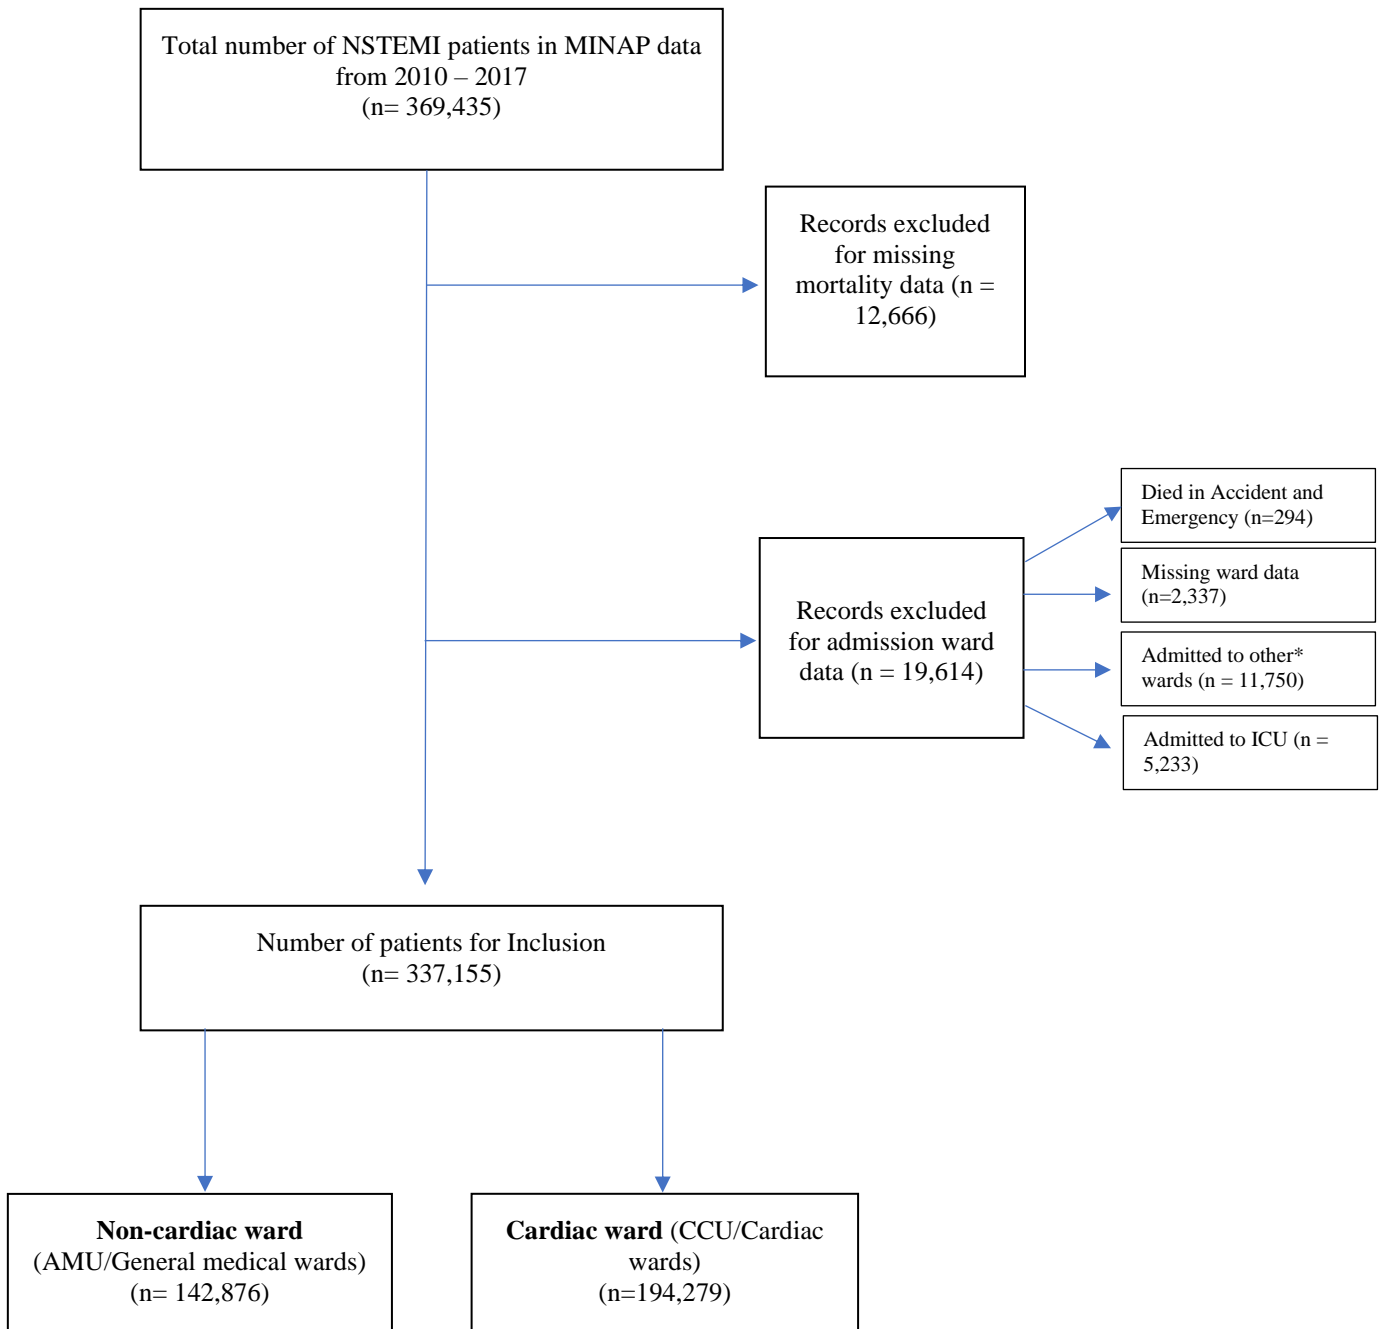 Total number of NSTEMI patients in MINAP data
from 2010 – 2017
(n= 369,435)
Records excluded
for missing
mortality data (n =
12,666)
Died in Accident and
Emergency (n=294)
Missing ward data
(n=2,337)
Records excluded
for admission ward
data (n = 19,614)
Admitted to other*
wards (n = 11,750)
Admitted to ICU (n =
5,233)
Number of patients for Inclusion
(n= 337,155)
Non-cardiac ward
(AMU/General medical wards)
(n= 142,876)
Cardiac ward (CCU/Cardiac
wards)
(n=194,279)